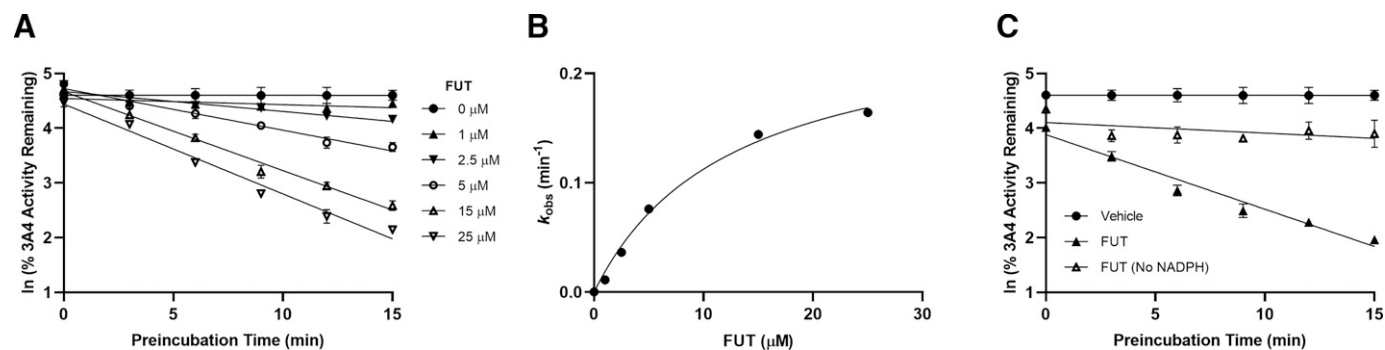 A
ln (% 3A4 Activity Remaining)
5
4
3
2
1
0
5
10
15
Preincubation Time (min)
FUT
0 μM
1 μM
2.5 μM
5 μM
15 μM
25 μM
B
kobs (min-1)
0.2
0.1
0.0
0
10
20
30
FUT (μM)
C
ln (% 3A4 Activity Remaining)
5
4
3
2
1
Vehicle
FUT
FUT (No NADPH)
0
5
10
15
Preincubation Time (min)